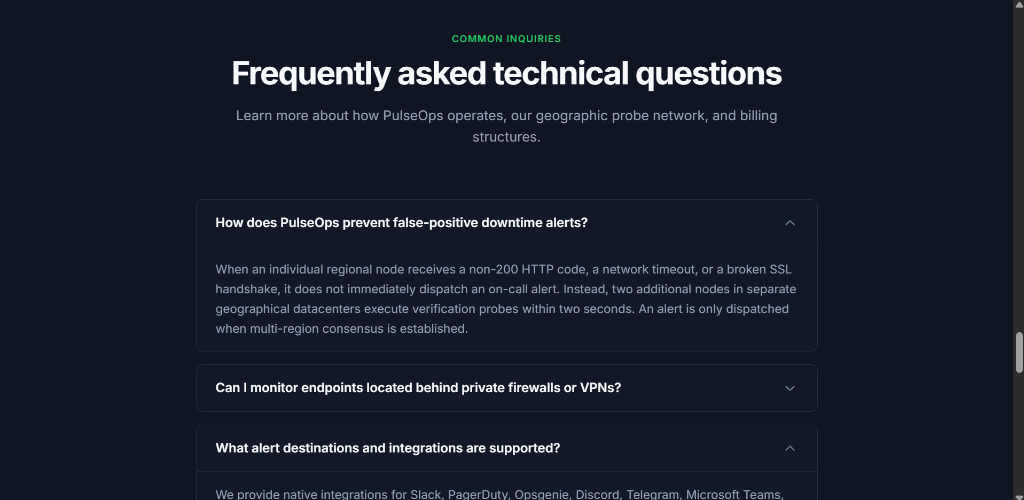 COMMON INQUIRIES
Frequently asked technical questions
Learn more about how PulseOps operates, our geographic probe network, and billing
structures.
How does PulseOps prevent false-positive downtime alerts?
When an individual regional node receives a non-200 HTTP code, a network timeout, or a broken SSL
handshake, it does not immediately dispatch an on-call alert. Instead, two additional nodes in separate
geographical datacenters execute verification probes within two seconds. An alert is only dispatched
when multi-region consensus is established.
Can I monitor endpoints located behind private firewalls or VPNs?
What alert destinations and integrations are supported?
We provide native integrations for Slack, PagerDuty, Opsgenie, Discord, Telegram, Microsoft Teams,